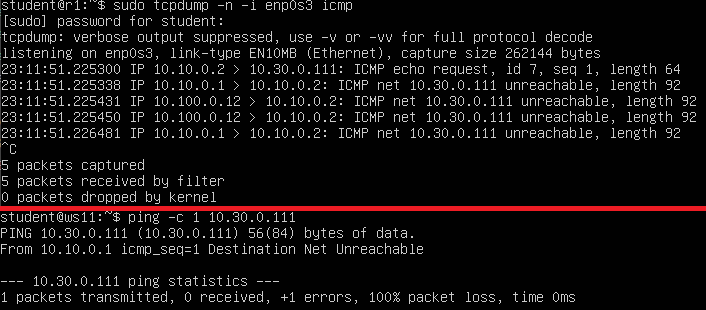 student@r1:~$ sudo tcpdump -n -i enp0s3 icmp
[sudo] password for student:
tcpdump: verbose output suppressed, use -v or -vv for full protocol decode
listening on enp0s3, link-type EN10MB (Ethernet), capture size 262144 bytes
23:11:51.225300 IP 10.10.0.2 > 10.30.0.111: ICMP echo request, id 7, seq 1, length 64
23:11:51.225338 IP 10.10.0.1 > 10.10.0.2: ICMP net 10.30.0.111 unreachable, length 92
23:11:51.225431 IP 10.100.0.12 > 10.10.0.2: ICMP net 10.30.0.111 unreachable, length 92
23:11:51.225450 IP 10.100.0.12 > 10.10.0.2: ICMP net 10.30.0.111 unreachable, length 92
23:11:51.226481 IP 10.10.0.1 > 10.10.0.2: ICMP net 10.30.0.111 unreachable, length 92
^C
5 packets captured
5 packets received by filter
0 packets dropped by kernel
student@ws11:~$ ping -c 1 10.30.0.111
PING 10.30.0.111 (10.30.0.111) 56(84) bytes of data.
From 10.10.0.1 icmp_seq=1 Destination Net Unreachable
--- 10.30.0.111 ping statistics ---
1 packets transmitted, 0 received, +1 errors, 100% packet loss, time 0ms